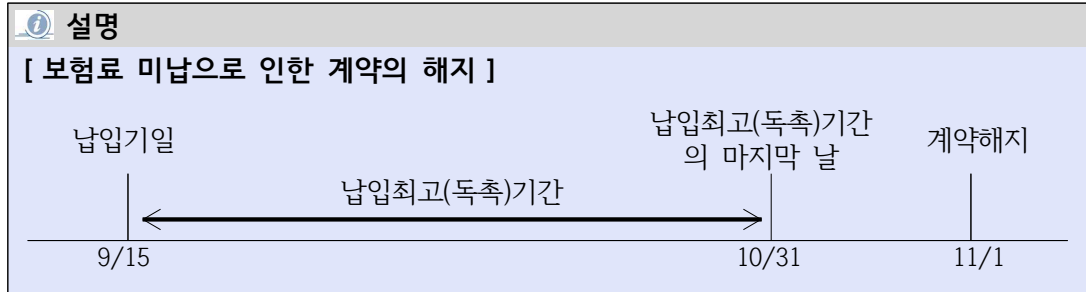 설명
[ 보험료 미납으로 인한 계약의 해지 ]
납입기일
납입최고(독촉)기간
의 마지막 날
계약해지
납입최고(독촉)기간
9/15
10/31
11/1